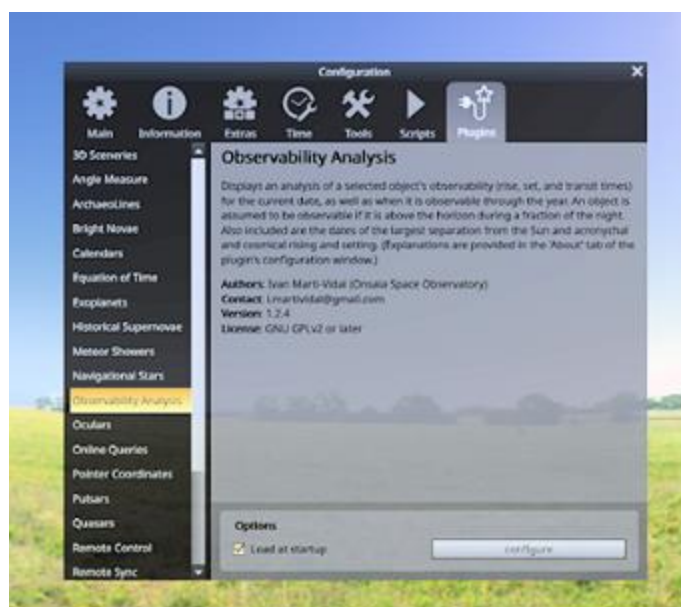 Configuration
Main
Information
Extras
Time
Tools
Scripts
Plugins
3D Sceneries
Angle Measure
ArchaeoLines
Bright Novae
Calendars
Equation of Time
Exoplanets
Historical Supernovae
Meteor Showers
Navigational Stars
Observability Analysis
Oculars
Online Queries
Pointer Coordinates
Pulsars
Quasars
Remote Control
Remote Sync
Observability Analysis
Displays an analysis of a selected object's observability (rise, set, and transit times)
for the current date, as well as when it is observable through the year. An object is
assumed to be observable if it is above the horizon during a fraction of the night.
Also included are the dates of the largest separation from the Sun and acronychal
and cosmical rising and setting. (Explanations are provided in the 'About' tab of the
plugin's configuration window.)
Authors: Ivan Marti-Vidal (Onsala Space Observatory)
Contact: i.martividal@gmail.com
Version: 1.2.4
License: GNU GPLv2 or later
Options
Load at startup
configure